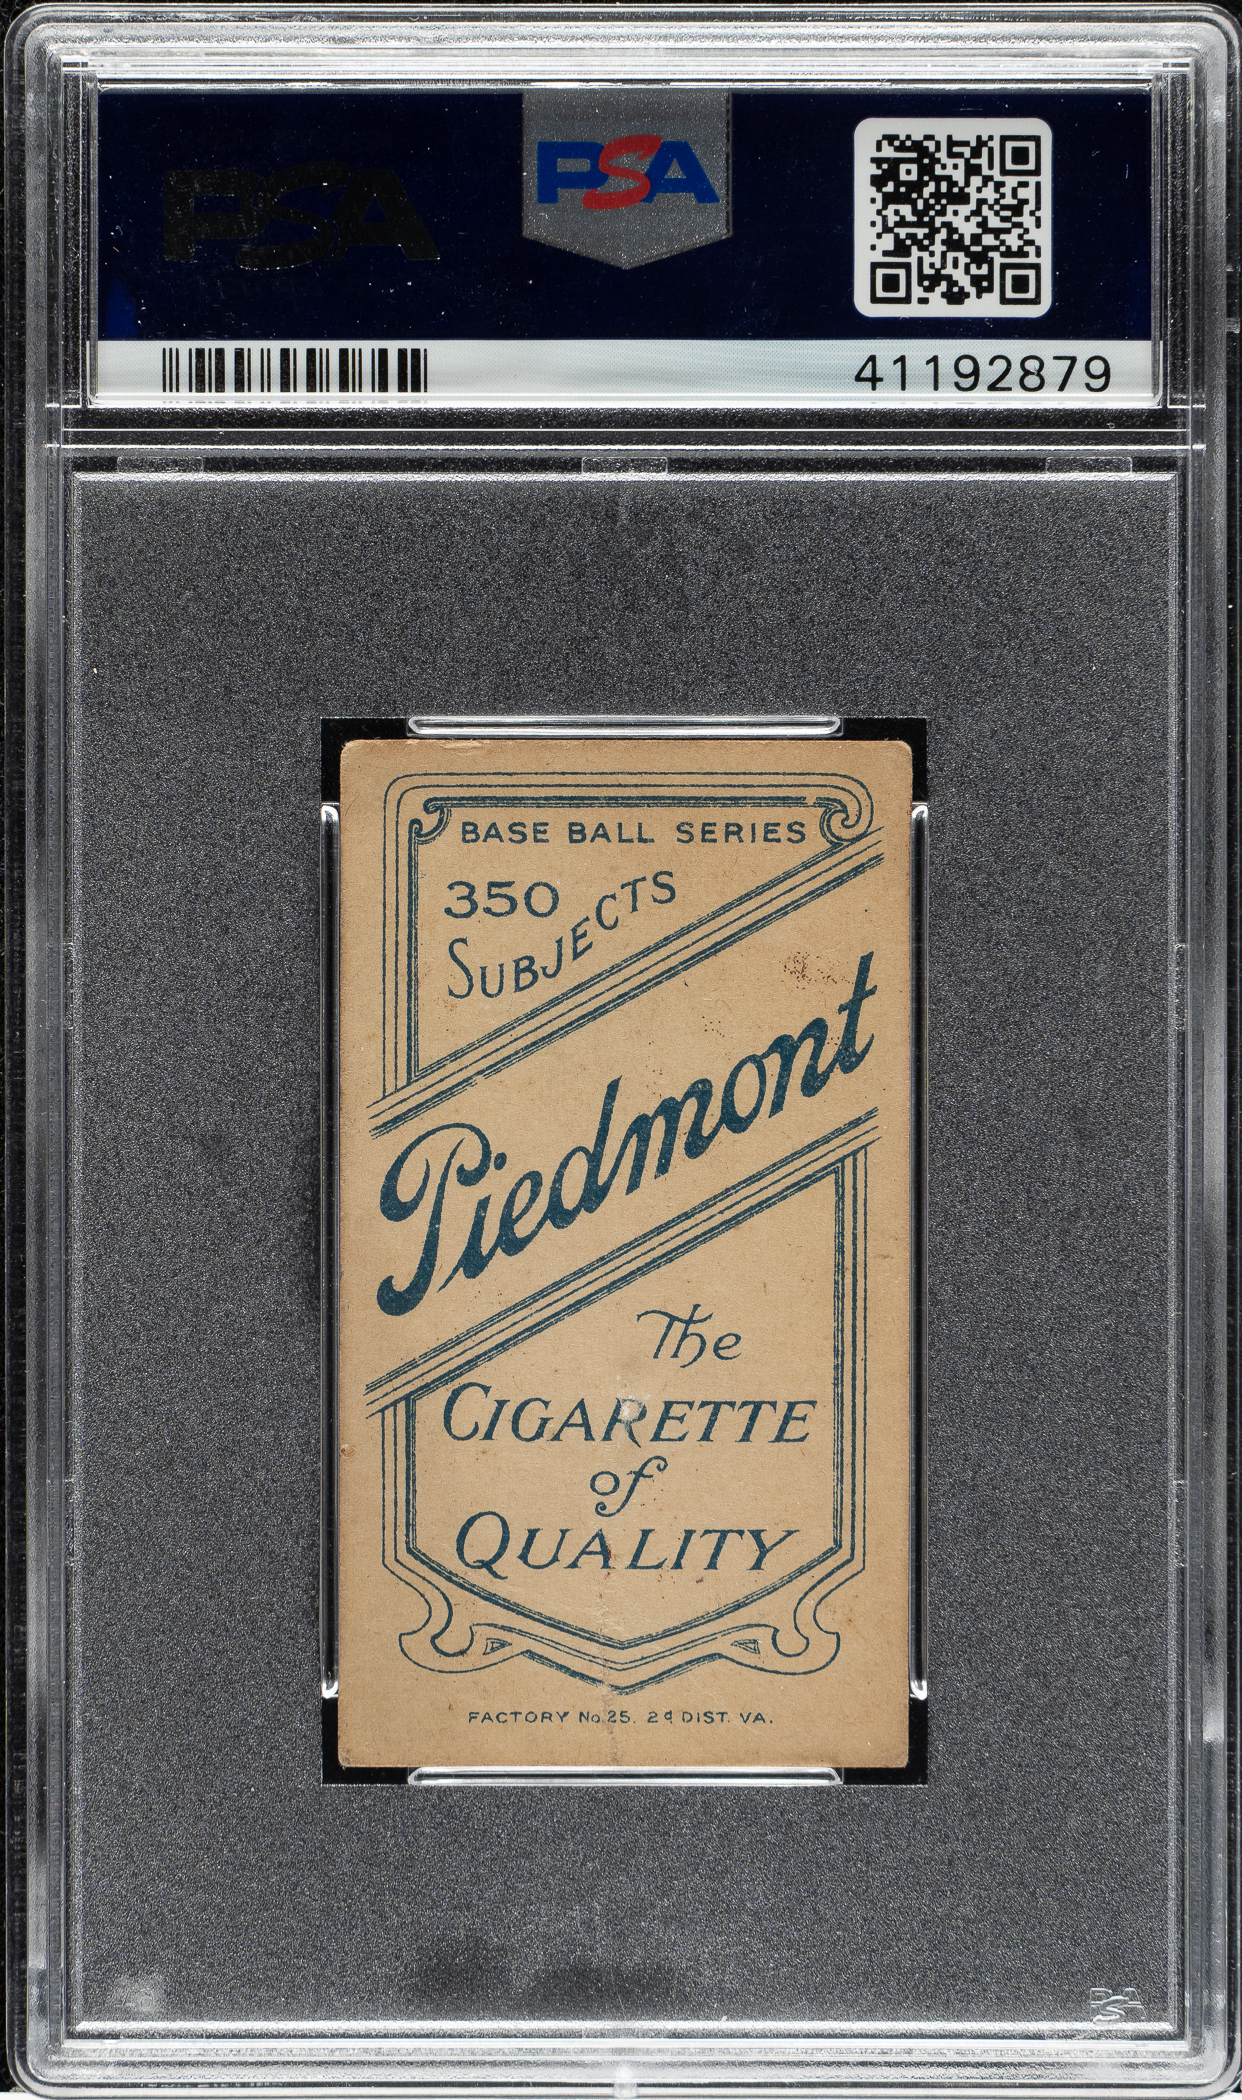 PSA
PSA
41192879
BASE BALL SERIES
350
SUBJECTS
Piedmont
The
CIGARETTE
of
QUALITY
FACTORY No 25. 2d DIST. VA.
PSA